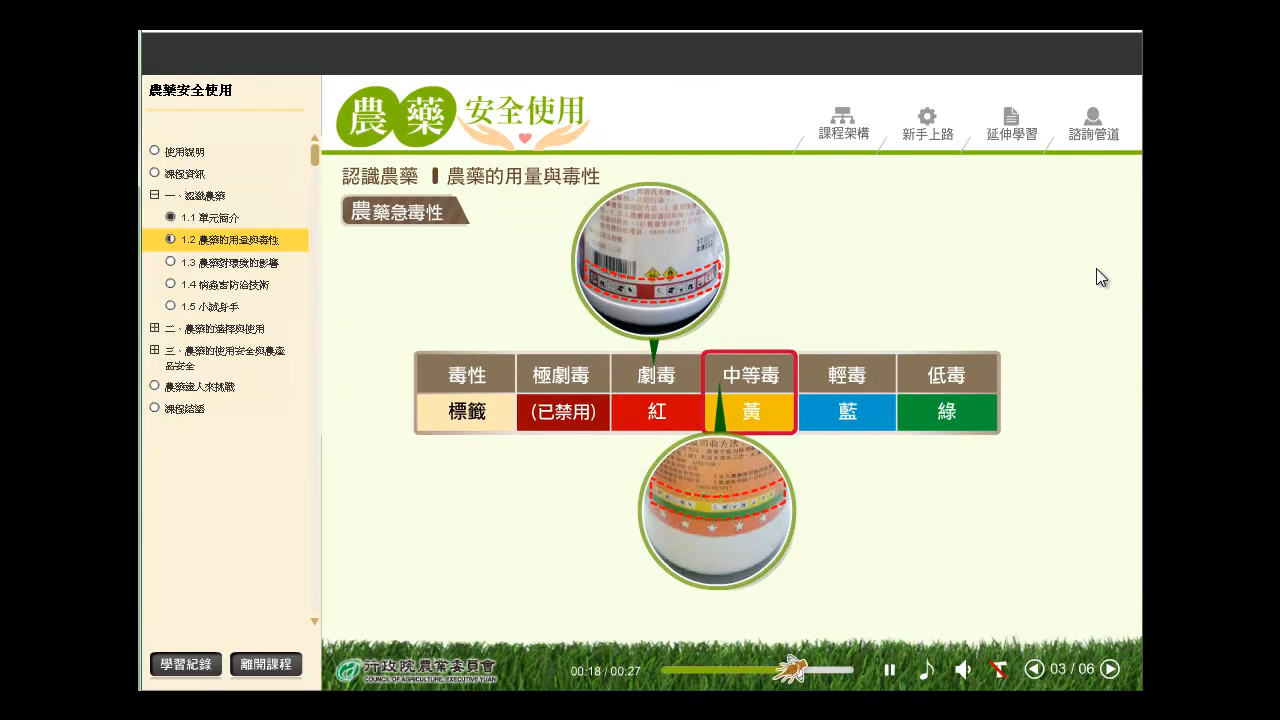 農藥安全使用
使用說明
課程資訊
一、認識農藥
1.1 單元簡介
1.2 農藥的用量與毒性
1.3 農藥對環境的影響
1.4 病蟲害防治技術
1.5 小試身手
二、農藥的選擇與使用
三、農藥的使用安全與農產
品安全
農藥達人來挑戰
課程結語
學習紀錄
離開課程
農藥 安全使用
課程架構
新手上路
延伸學習
諮詢管道
認識農藥 農藥的用量與毒性
農藥急毒性
毒性 極劇毒 劇毒 中等毒 輕毒 低毒
標籤 (已禁用) 紅 黃 藍 綠
行政院農業委員會
COUNCIL OF AGRICULTURE, EXECUTIVE YUAN
00:18 / 00:27
03 / 06